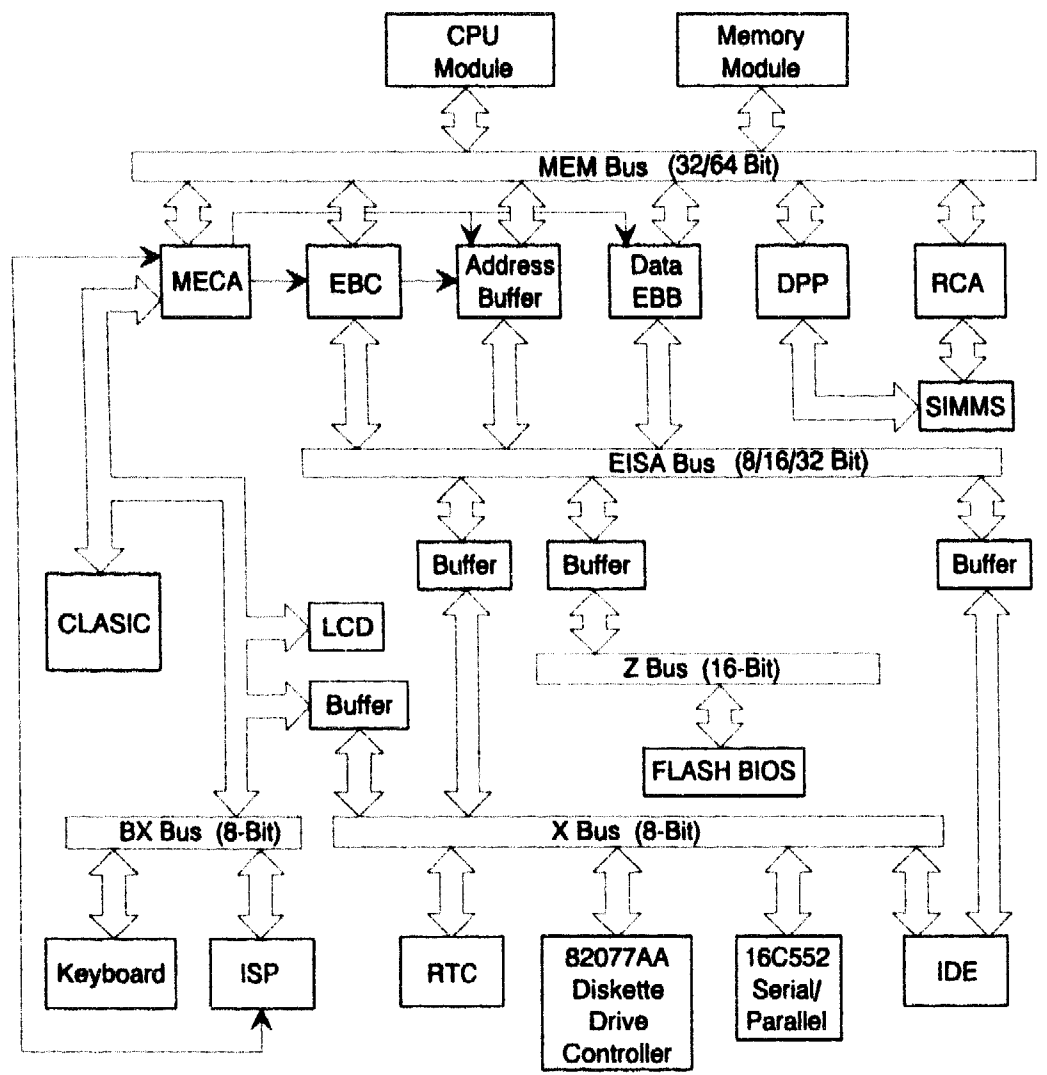 CPU
Module
Memory
Module
MEM Bus (32/64 Bit)
MECA
EBC
Address
Buffer
Data
EBB
DPP
RCA
SIMMS
EISA Bus (8/16/32 Bit)
Buffer
Buffer
Buffer
CLASIC
LCD
Z Bus (16-Bit)
Buffer
FLASH BIOS
BX Bus (8-Bit)
X Bus (8-Bit)
Keyboard
ISP
RTC
82077AA
Diskette
Drive
Controller
16C552
Serial/
Parallel
IDE